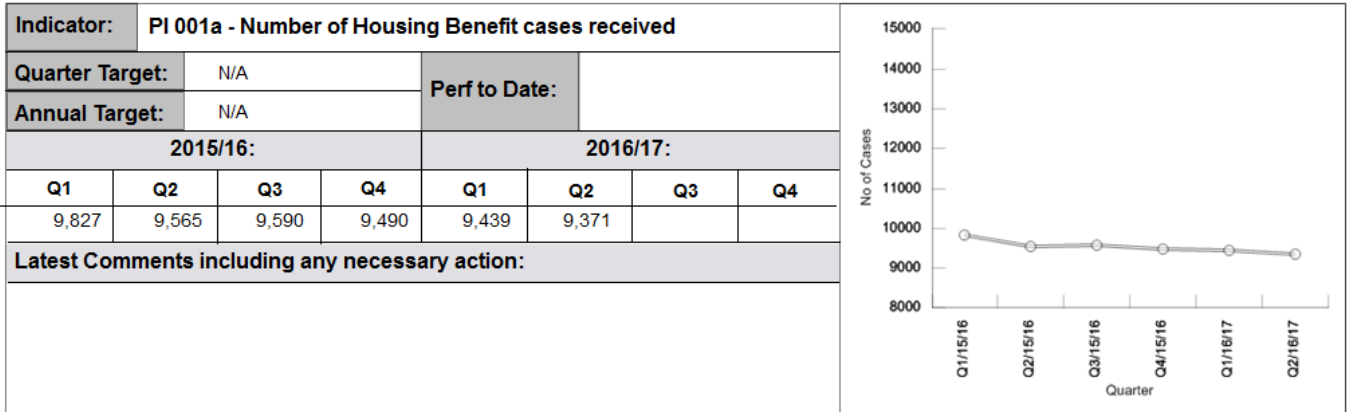 Indicator: PI 001a - Number of Housing Benefit cases received
Quarter Target: N/A
Perf to Date:
Annual Target: N/A
2015/16: 2016/17:
Q1 Q2 Q3 Q4 Q1 Q2 Q3 Q4
9,827 9,565 9,590 9,490 9,439 9,371
Latest Comments including any necessary action:
No of Cases
15000
14000
13000
12000
11000
10000
9000
8000
Q1/15/16
Q2/15/16
Q3/15/16
Q4/15/16
Q1/16/17
Q2/16/17
Quarter